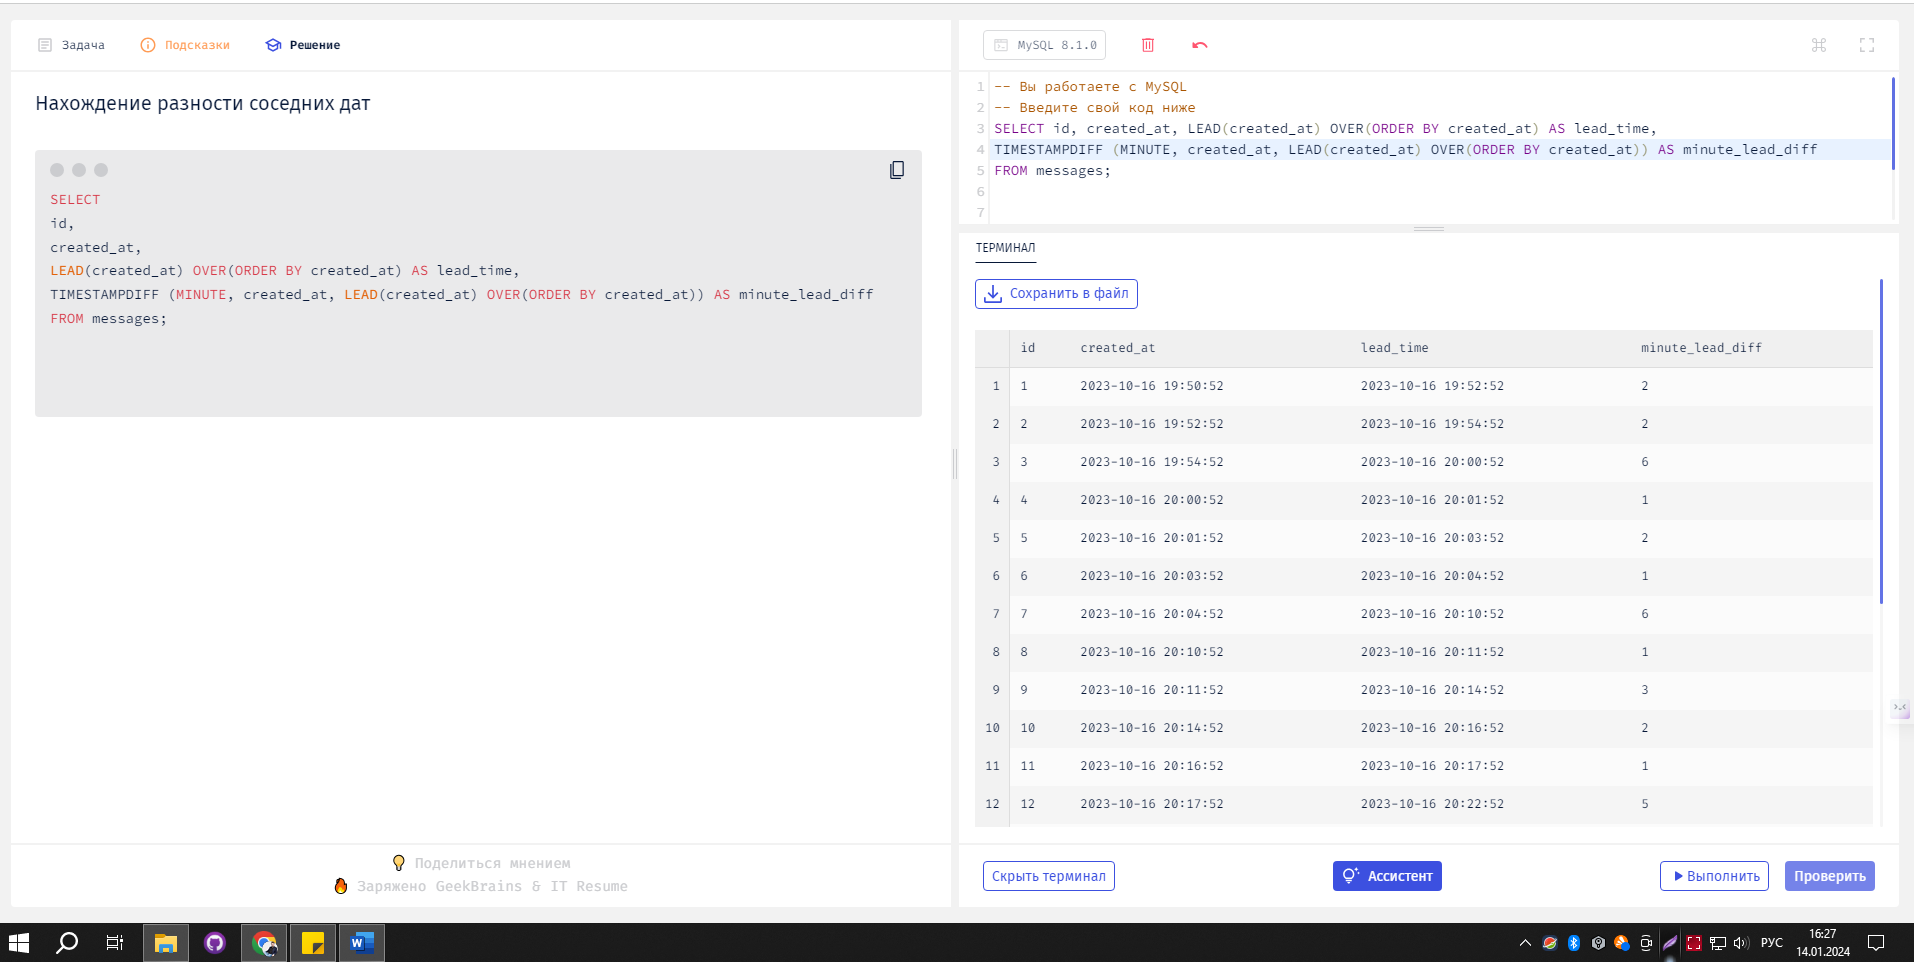 Задача Подсказки Решение
Нахождение разности соседних дат
SELECT
id,
created_at,
LEAD(created_at) OVER(ORDER BY created_at) AS lead_time,
TIMESTAMPDIFF (MINUTE, created_at, LEAD(created_at) OVER(ORDER BY created_at)) AS minute_lead_diff
FROM messages;
Поделиться мнением
Заряжено GeekBrains & IT Resume
MySQL 8.1.0
1 -- Вы работаете с MySQL
2 -- Введите свой код ниже
3 SELECT id, created_at, LEAD(created_at) OVER(ORDER BY created_at) AS lead_time,
4 TIMESTAMPDIFF (MINUTE, created_at, LEAD(created_at) OVER(ORDER BY created_at)) AS minute_lead_diff
5 FROM messages;
6
7
ТЕРМИНАЛ
Сохранить в файл
id created_at lead_time minute_lead_diff
1 1 2023-10-16 19:50:52 2023-10-16 19:52:52 2
2 2 2023-10-16 19:52:52 2023-10-16 19:54:52 2
3 3 2023-10-16 19:54:52 2023-10-16 20:00:52 6
4 4 2023-10-16 20:00:52 2023-10-16 20:01:52 1
5 5 2023-10-16 20:01:52 2023-10-16 20:03:52 2
6 6 2023-10-16 20:03:52 2023-10-16 20:04:52 1
7 7 2023-10-16 20:04:52 2023-10-16 20:10:52 6
8 8 2023-10-16 20:10:52 2023-10-16 20:11:52 1
9 9 2023-10-16 20:11:52 2023-10-16 20:14:52 3
10 10 2023-10-16 20:14:52 2023-10-16 20:16:52 2
11 11 2023-10-16 20:16:52 2023-10-16 20:17:52 1
12 12 2023-10-16 20:17:52 2023-10-16 20:22:52 5
Скрыть терминал Ассистент Выполнить Проверить
РУС 16:27
14.01.2024